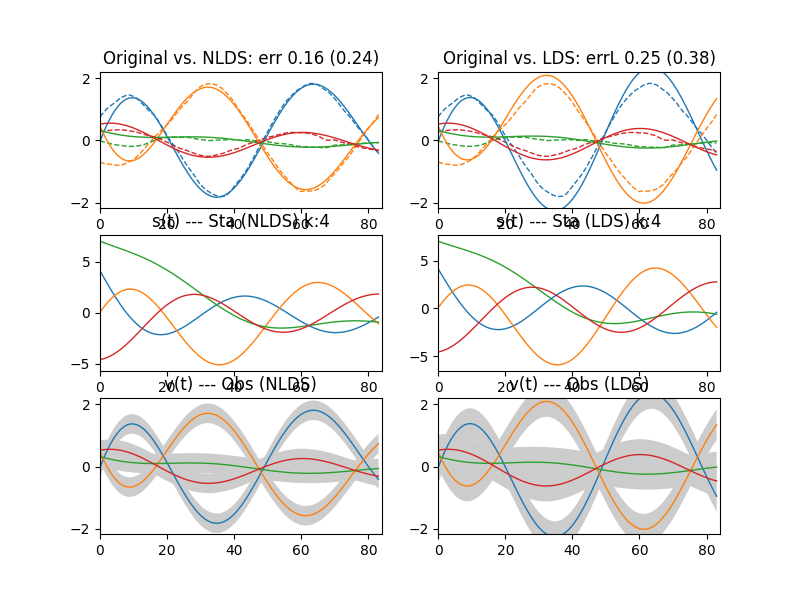 Original vs. NLDS: err 0.16 (0.24)
2
0
−2
0 20 40 60 80
Original vs. LDS: errL 0.25 (0.38)
2
0
−2
0 20 40 60 80
s(t) --- Sta (NLDS) k:4
5
0
−5
0 20 40 60 80
s(t) --- Sta (LDS) k:4
5
0
−5
0 20 40 60 80
v(t) --- Obs (NLDS)
2
0
−2
0 20 40 60 80
v(t) --- Obs (LDS)
2
0
−2
0 20 40 60 80